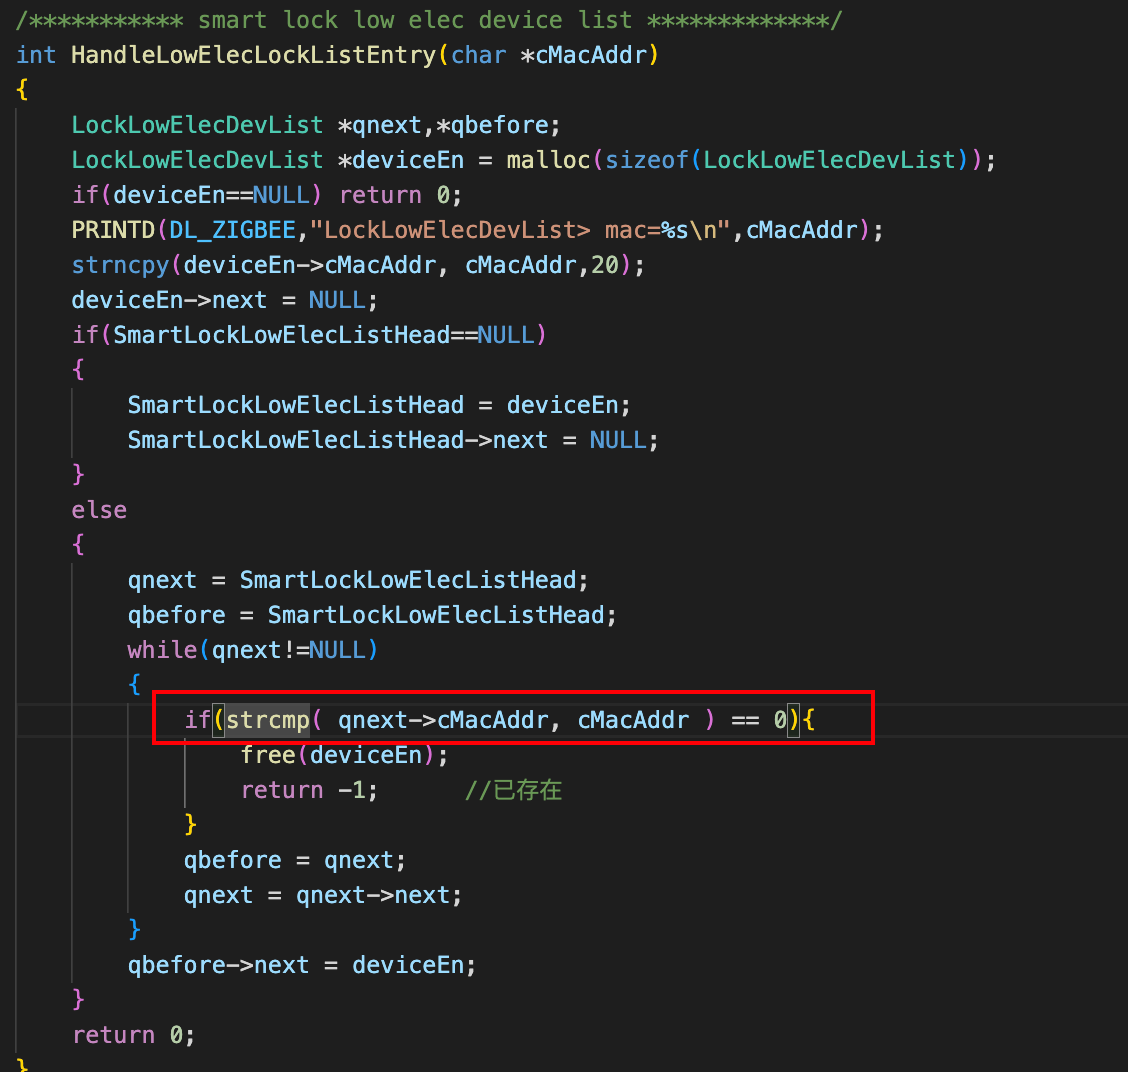 /*********** smart lock low elec device list *************/
int HandleLowElecLockListEntry(char *cMacAddr)
{
    LockLowElecDevList *qnext,*qbefore;
    LockLowElecDevList *deviceEn = malloc(sizeof(LockLowElecDevList));
    if(deviceEn==NULL) return 0;
    PRINTD(DL_ZIGBEE,"LockLowElecDevList> mac=%s\n",cMacAddr);
    strncpy(deviceEn->cMacAddr, cMacAddr,20);
    deviceEn->next = NULL;
    if(SmartLockLowElecListHead==NULL)
    {
        SmartLockLowElecListHead = deviceEn;
        SmartLockLowElecListHead->next = NULL;
    }
    else
    {
        qnext = SmartLockLowElecListHead;
        qbefore = SmartLockLowElecListHead;
        while(qnext!=NULL)
        {
            if(strcmp( qnext->cMacAddr, cMacAddr ) == 0){
                free(deviceEn);
                return -1;      //已存在
            }
            qbefore = qnext;
            qnext = qnext->next;
        }
        qbefore->next = deviceEn;
    }
    return 0;
}